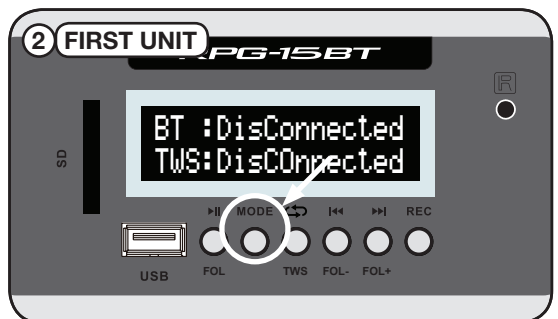 2 FIRST UNIT
PG-15BT
BT :DisConnected
TWS:DisCOnnected
SD
MODE REC
USB FOL TWS FOL- FOL+